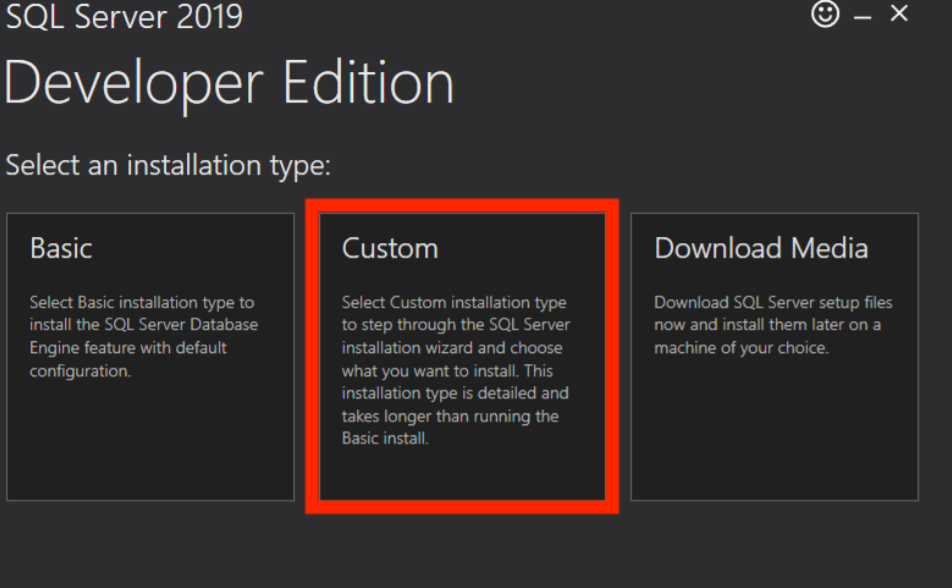 SQL Server 2019
Developer Edition
Select an installation type:
Basic
Select Basic installation type to
install the SQL Server Database
Engine feature with default
configuration.
Custom
Select Custom installation type
to step through the SQL Server
installation wizard and choose
what you want to install. This
installation type is detailed and
takes longer than running the
Basic install.
Download Media
Download SQL Server setup files
now and install them later on a
machine of your choice.